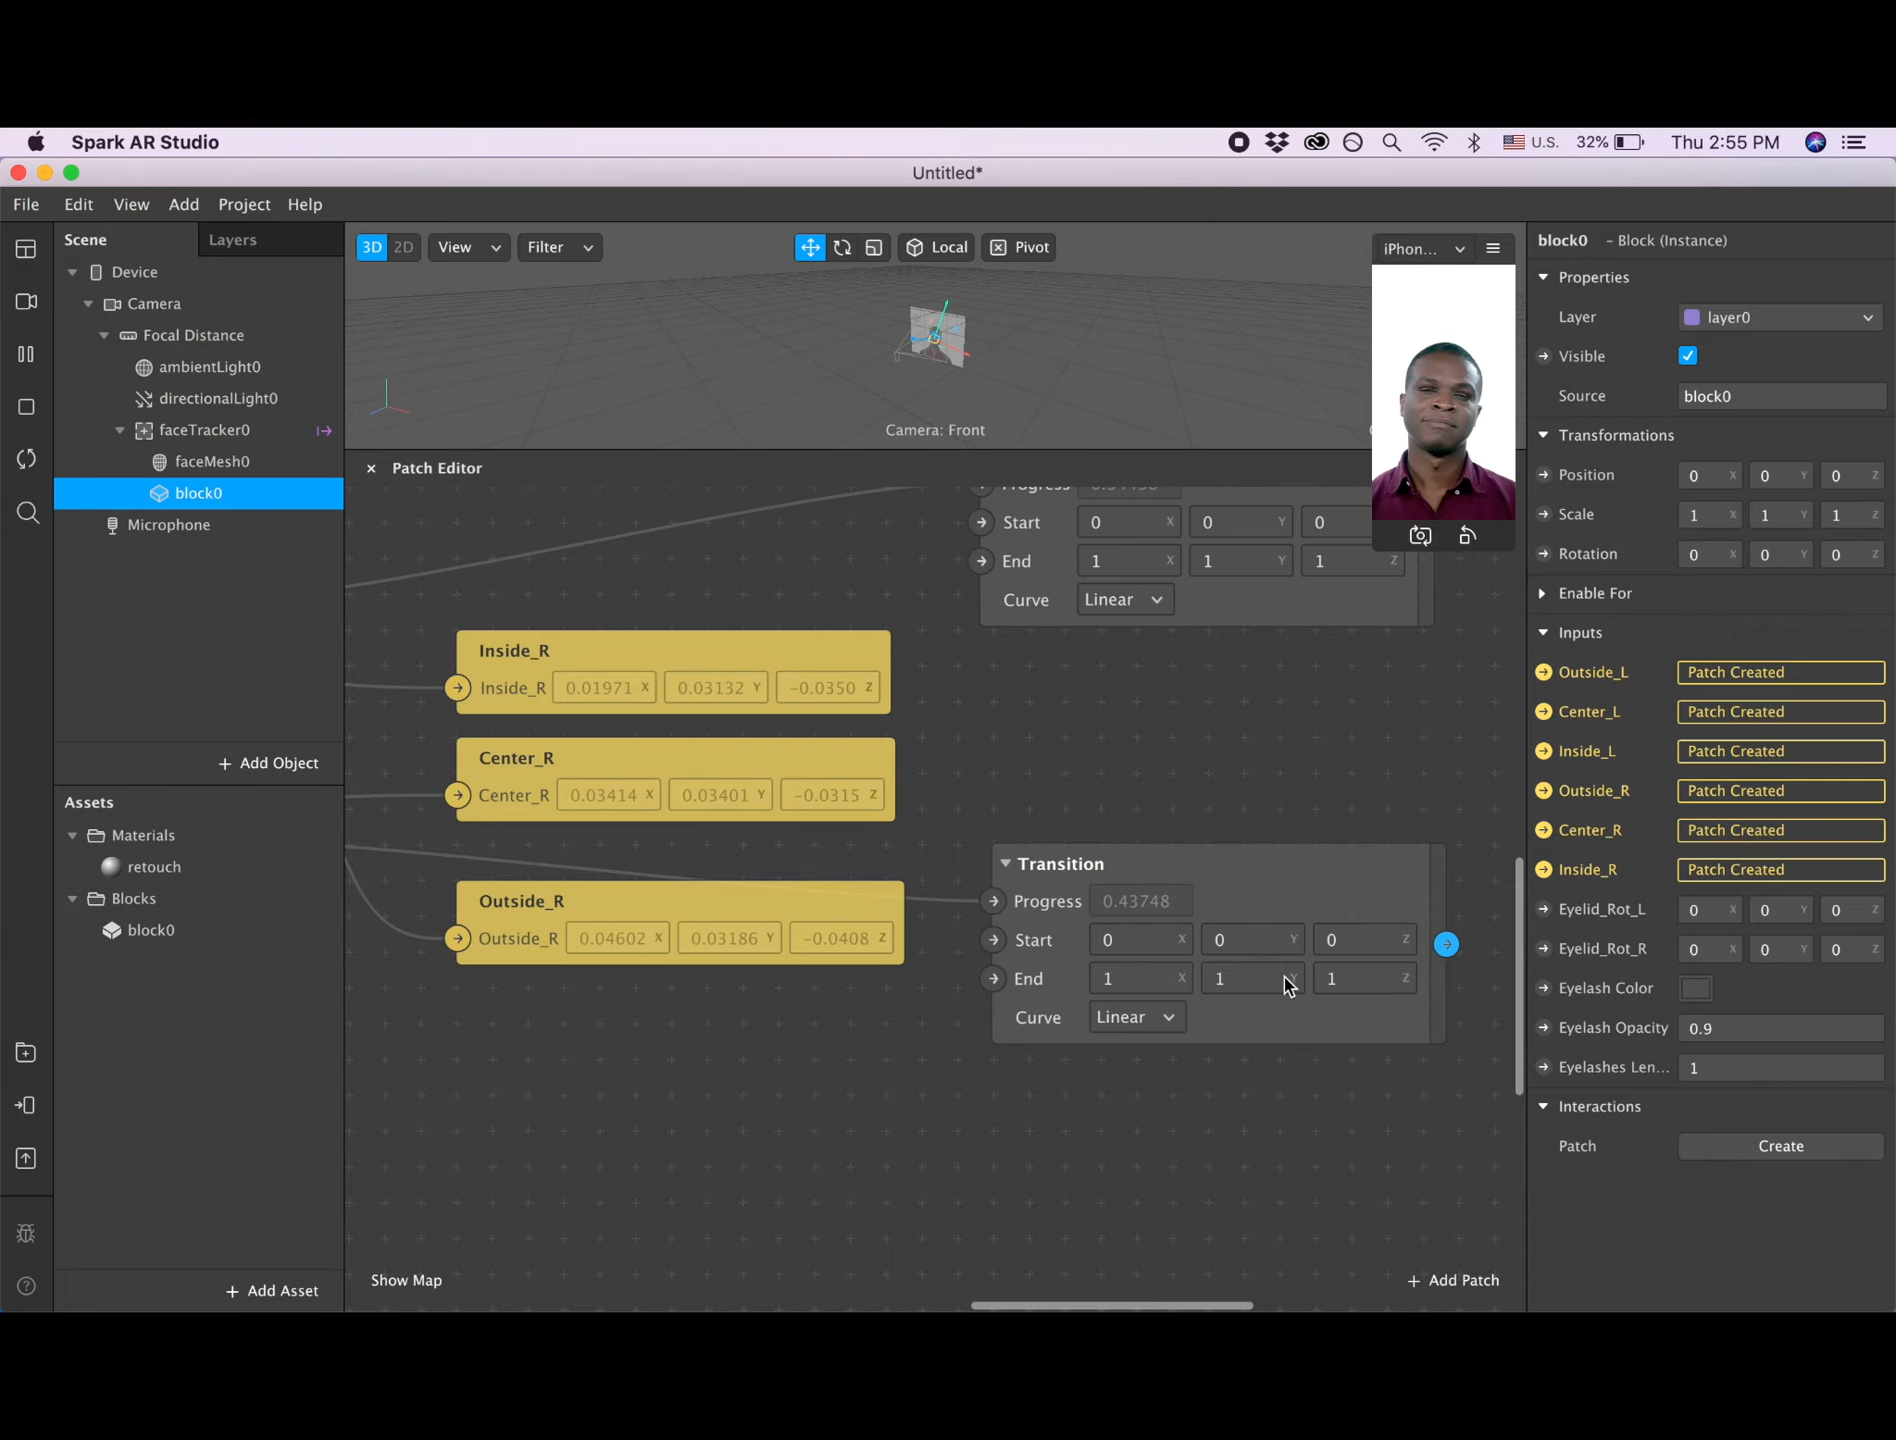 Spark AR Studio U.S. 32% Thu 2:55 PM
Untitled*
File Edit View Add Project Help
Scene Layers
Device
Camera
Focal Distance
ambientLight0
directionalLight0
faceTracker0
faceMesh0
block0
Microphone
+ Add Object
Assets
Materials
retouch
Blocks
block0
+ Add Asset
3D 2D View Filter Local Pivot
iPhon...
Camera: Front
× Patch Editor
Start 0 X 0 Y 0
End 1 X 1 Y 1 Z
Curve Linear
Inside_R
Inside_R 0.01971 X 0.03132 Y -0.0350 Z
Center_R
Center_R 0.03414 X 0.03401 Y -0.0315 Z
Outside_R
Outside_R 0.04602 X 0.03186 Y -0.0408 Z
Transition
Progress 0.43748
Start 0 X 0 Y 0 Z
End 1 X 1 Y 1 Z
Curve Linear
Show Map + Add Patch
block0 – Block (Instance)
Properties
Layer layer0
Visible
Source block0
Transformations
Position 0 X 0 Y 0 Z
Scale 1 X 1 Y 1 Z
Rotation 0 X 0 Y 0 Z
Enable For
Inputs
Outside_L Patch Created
Center_L Patch Created
Inside_L Patch Created
Outside_R Patch Created
Center_R Patch Created
Inside_R Patch Created
Eyelid_Rot_L 0 X 0 Y 0 Z
Eyelid_Rot_R 0 X 0 Y 0 Z
Eyelash Color
Eyelash Opacity 0.9
Eyelashes Len... 1
Interactions
Patch Create